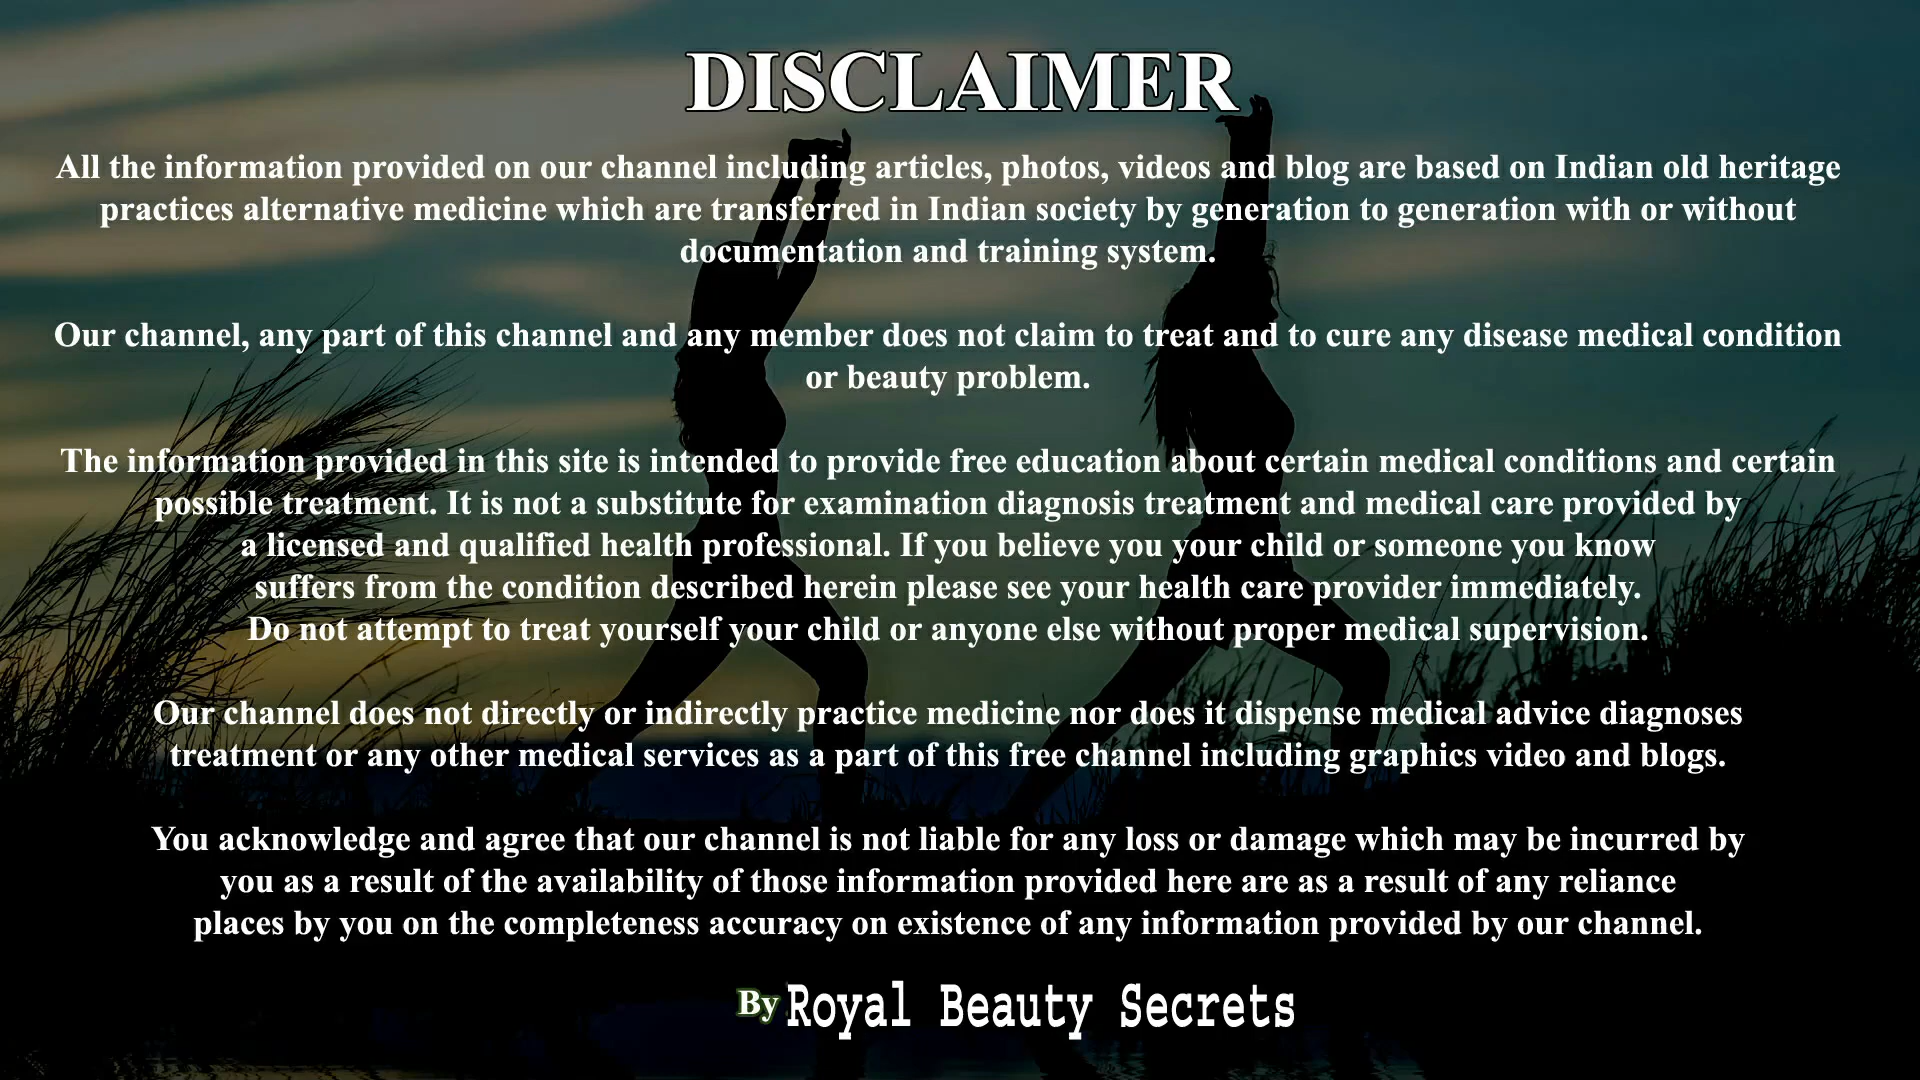 DISCLAIMER
All the information provided on our channel including articles, photos, videos and blog are based on Indian old heritage
practices alternative medicine which are transferred in Indian society by generation to generation with or without
documentation and training system.
Our channel, any part of this channel and any member does not claim to treat and to cure any disease medical condition
or beauty problem.
The information provided in this site is intended to provide free education about certain medical conditions and certain
possible treatment. It is not a substitute for examination diagnosis treatment and medical care provided by
a licensed and qualified health professional. If you believe you your child or someone you know
suffers from the condition described herein please see your health care provider immediately.
Do not attempt to treat yourself your child or anyone else without proper medical supervision.
Our channel does not directly or indirectly practice medicine nor does it dispense medical advice diagnoses
treatment or any other medical services as a part of this free channel including graphics video and blogs.
You acknowledge and agree that our channel is not liable for any loss or damage which may be incurred by
you as a result of the availability of those information provided here are as a result of any reliance
places by you on the completeness accuracy on existence of any information provided by our channel.
By Royal Beauty Secrets